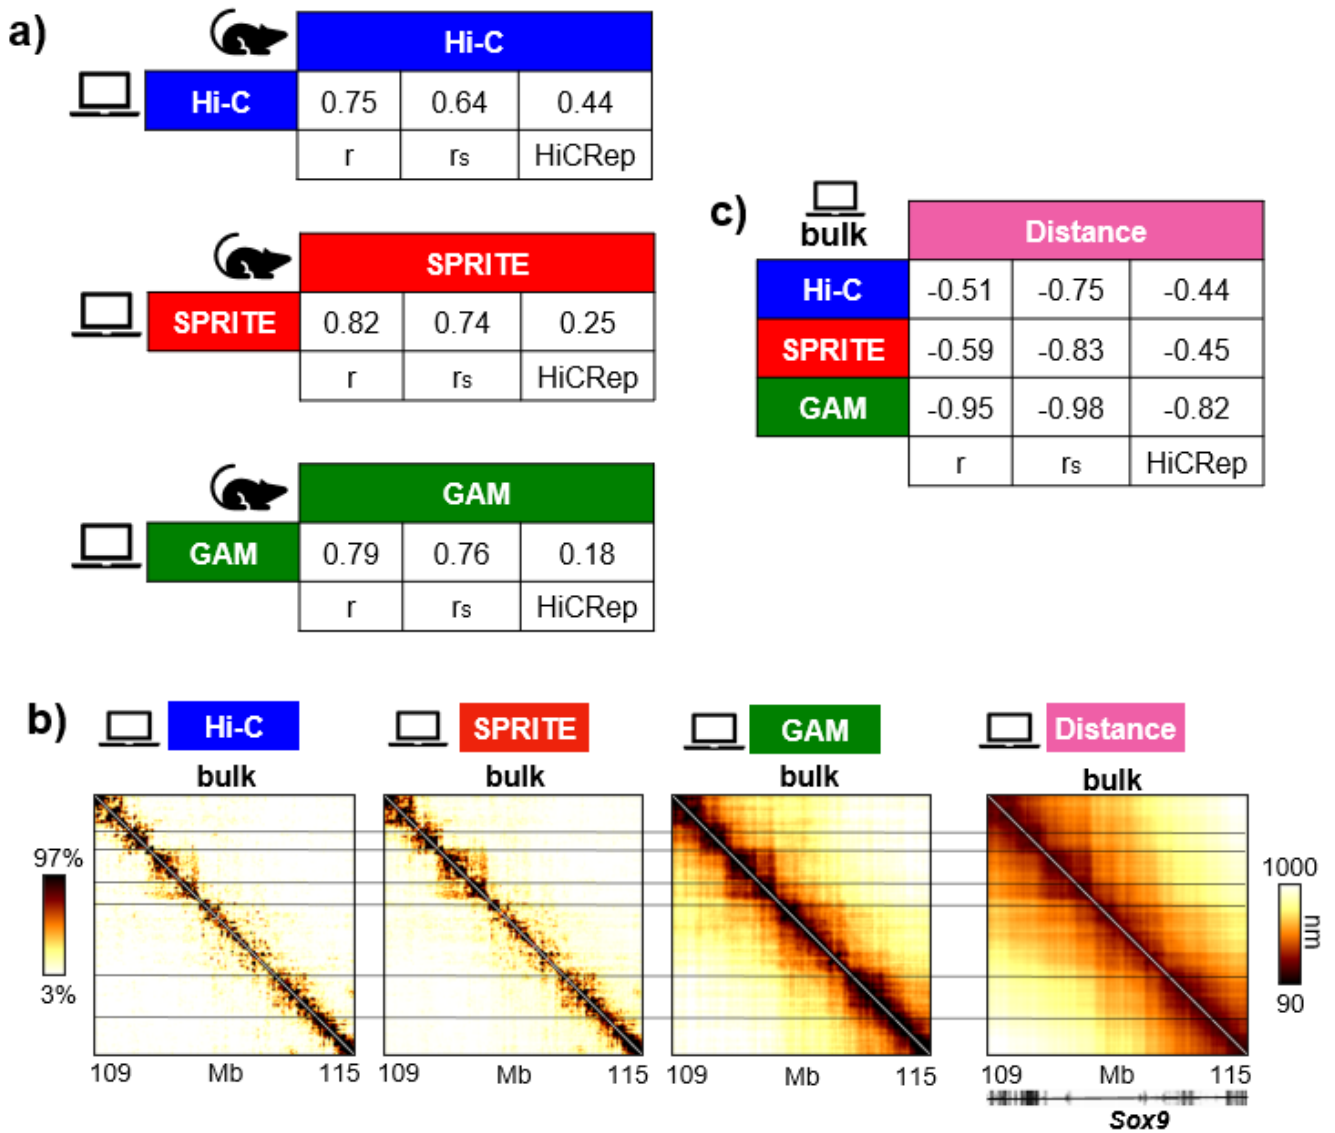 a)
Hi-C
Hi-C 0.75 0.64 0.44
r rs HiCRep
SPRITE
SPRITE 0.82 0.74 0.25
r rs HiCRep
GAM
GAM 0.79 0.76 0.18
r rs HiCRep
c)
bulk Distance
Hi-C -0.51 -0.75 -0.44
SPRITE -0.59 -0.83 -0.45
GAM -0.95 -0.98 -0.82
r rs HiCRep
b)
Hi-C SPRITE GAM Distance
bulk bulk bulk bulk
97%
3%
1000
nm
90
109 Mb 115 109 Mb 115 109 Mb 115 109 Mb 115
Sox9